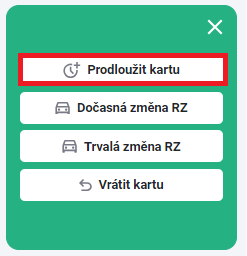 Prodloužit kartu
Dočasná změna RZ
Trvalá změna RZ
Vrátit kartu